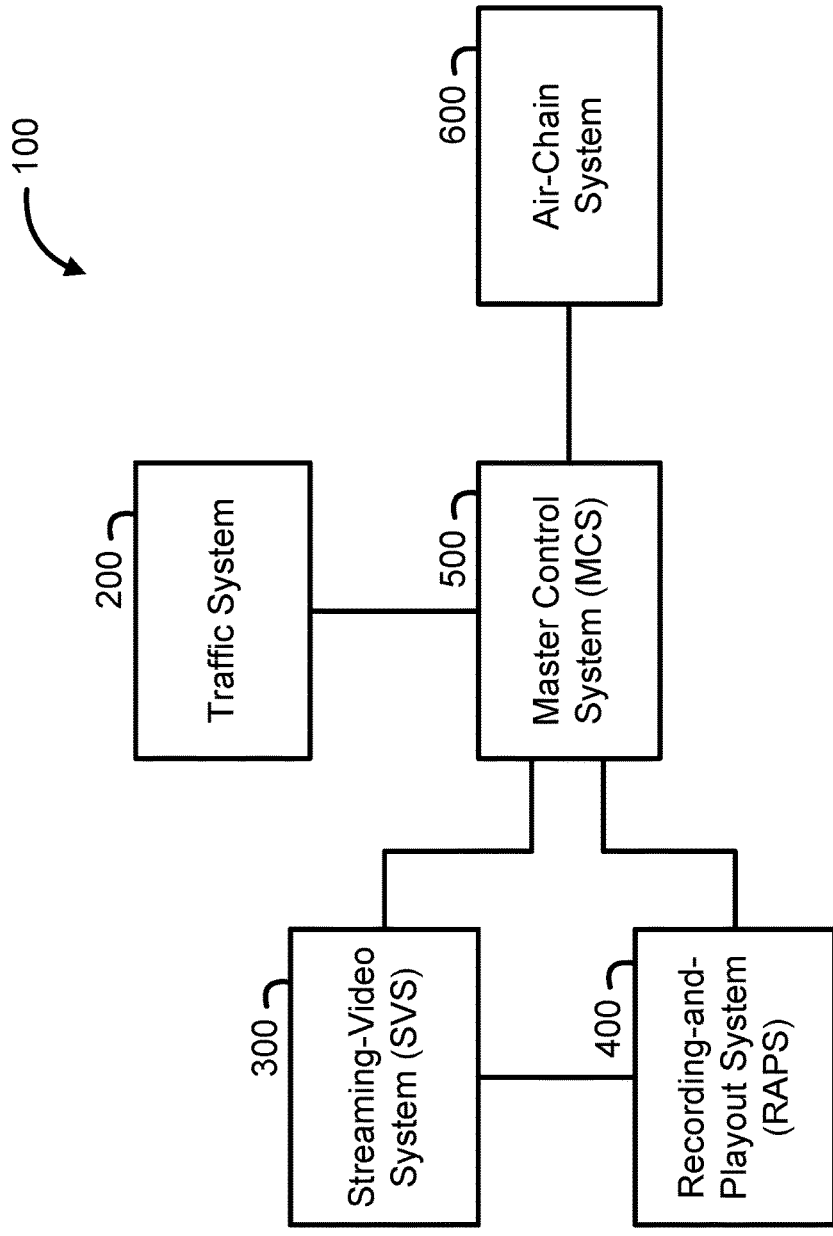 100
200
Traffic System
300
Streaming-Video
System (SVS)
500
Master Control
System (MCS)
600
Air-Chain
System
400
Recording-and-
Playout System
(RAPS)